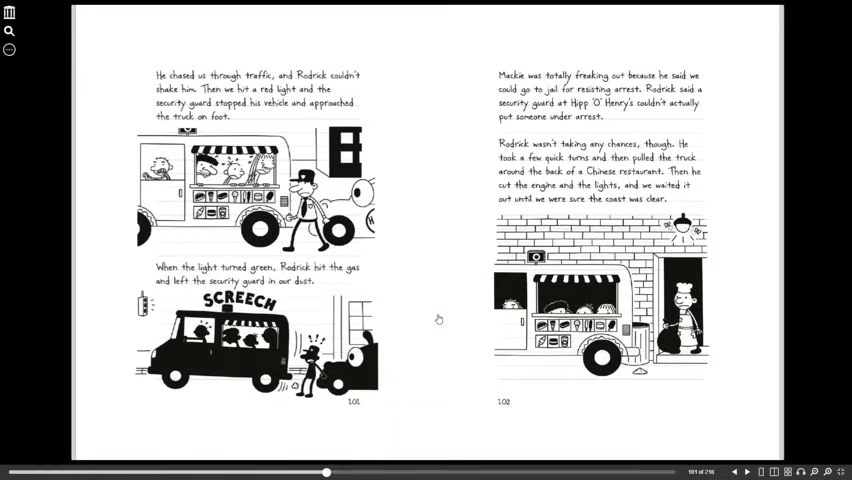 He chased us through traffic, and Rodrick couldn't
shake him. Then we hit a red light and the
security guard stopped his vehicle and approached
the truck on foot.
When the light turned green, Rodrick hit the gas
and left the security guard in our dust.
SCREECH
101
Mackie was totally freaking out because he said we
could go to jail for resisting arrest. Rodrick said a
security guard at Hipp 'O' Henry's couldn't actually
put someone under arrest.
Rodrick wasn't taking any chances, though. He
took a few quick turns and then pulled the truck
around the back of a Chinese restaurant. Then he
cut the engine and the lights, and we waited it
out until we were sure the coast was clear.
102
101 of 216